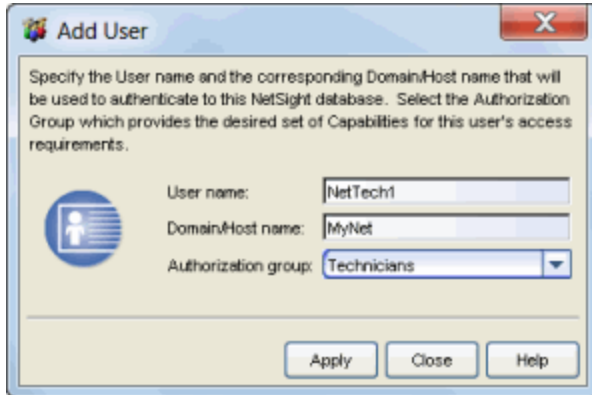 Add User
Specify the User name and the corresponding Domain/Host name that will
be used to authenticate to this NetSight database. Select the Authorization
Group which provides the desired set of Capabilities for this user's access
requirements.
User name: NetTech1
Domain/Host name: MyNet
Authorization group: Technicians
Apply Close Help